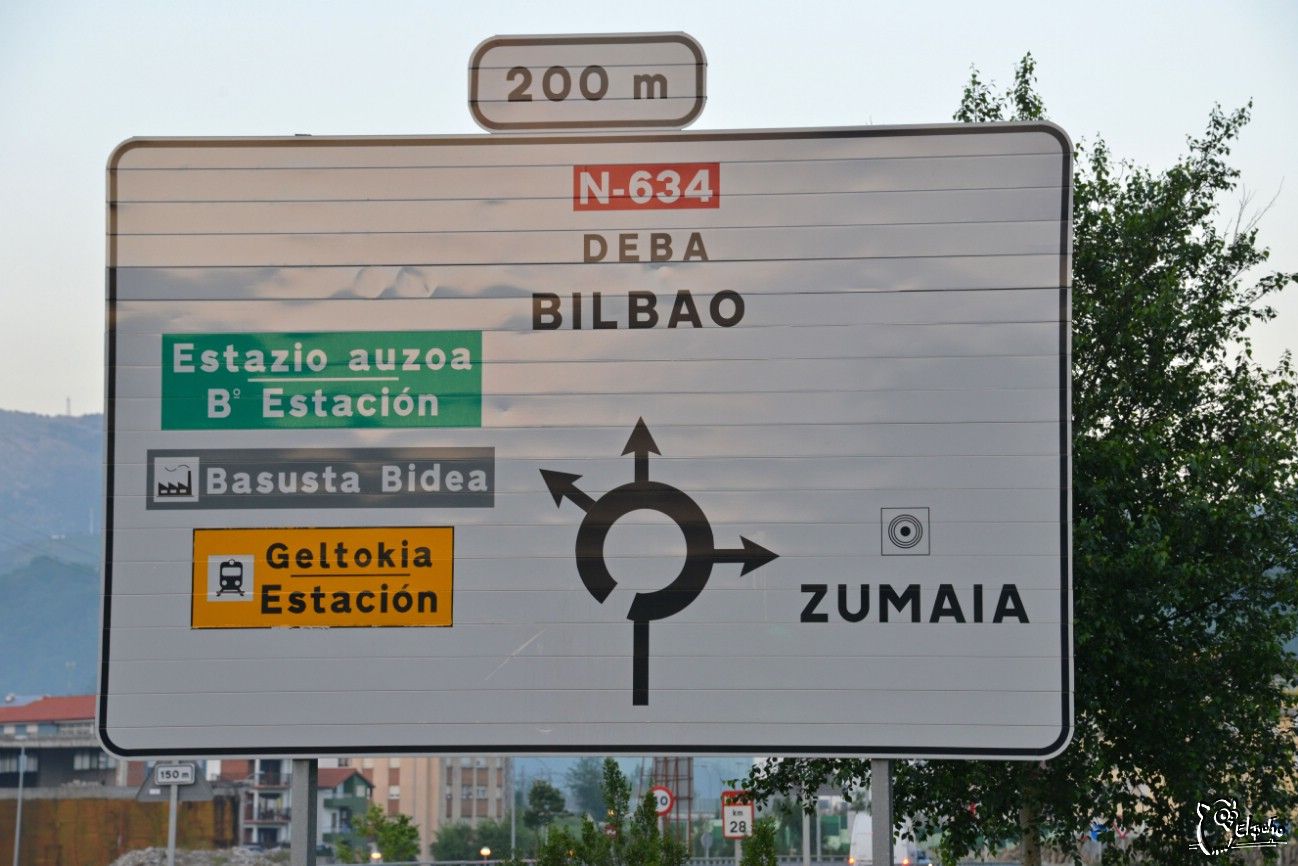 200 m
N-634
DEBA
BILBAO
Estazio auzoa
Bº Estación
Basusta Bidea
Geltokia
Estación
ZUMAIA
150 m
km
28